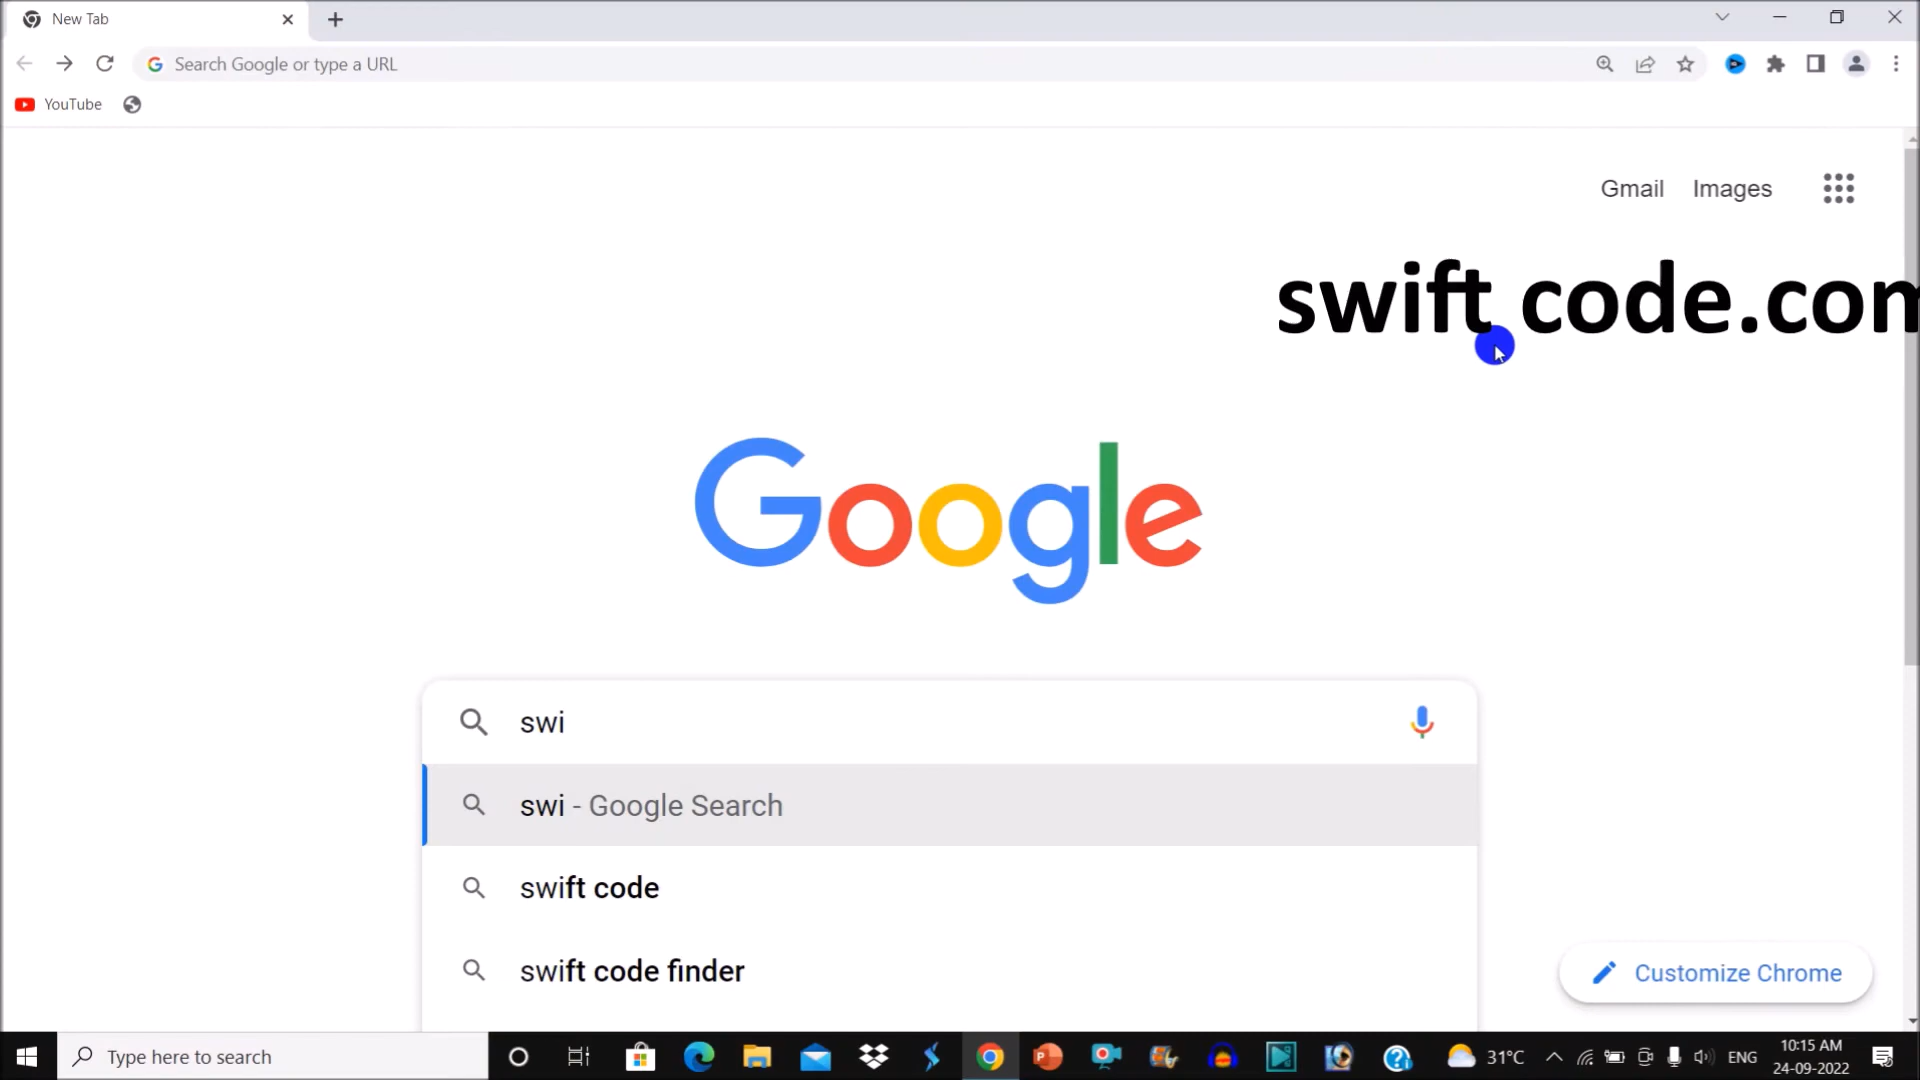 New Tab
Search Google or type a URL
YouTube
Gmail Images
swift code.com
Google
swi
swi - Google Search
swift code
swift code finder
Customize Chrome
Type here to search
31°C
ENG
10:15 AM
24-09-2022